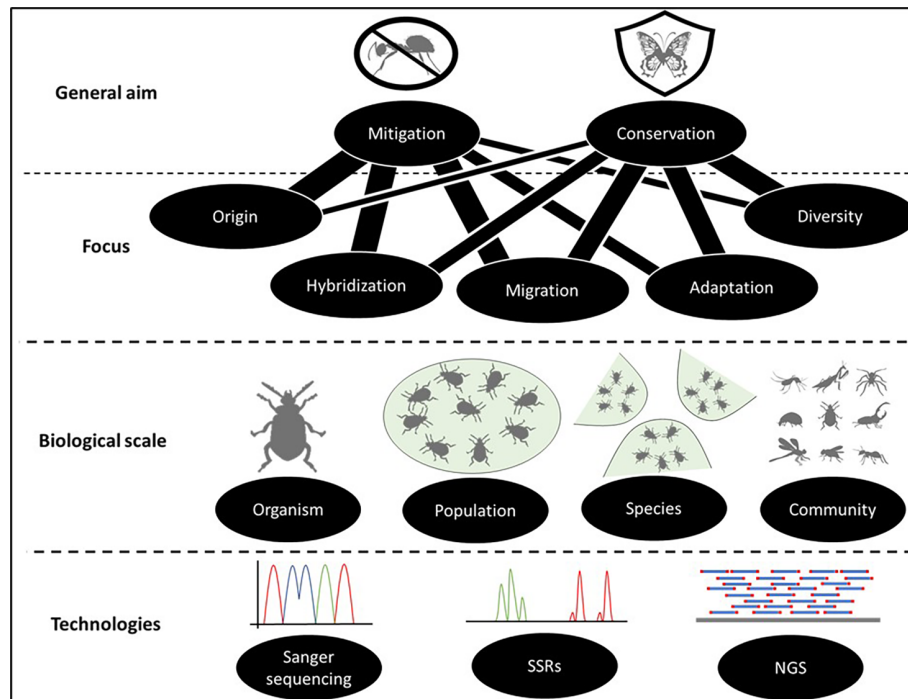 General aim
Mitigation
Conservation
Origin
Diversity
Focus
Hybridization
Migration
Adaptation
Biological scale
Organism
Population
Species
Community
Technologies
Sanger
sequencing
SSRs
NGS